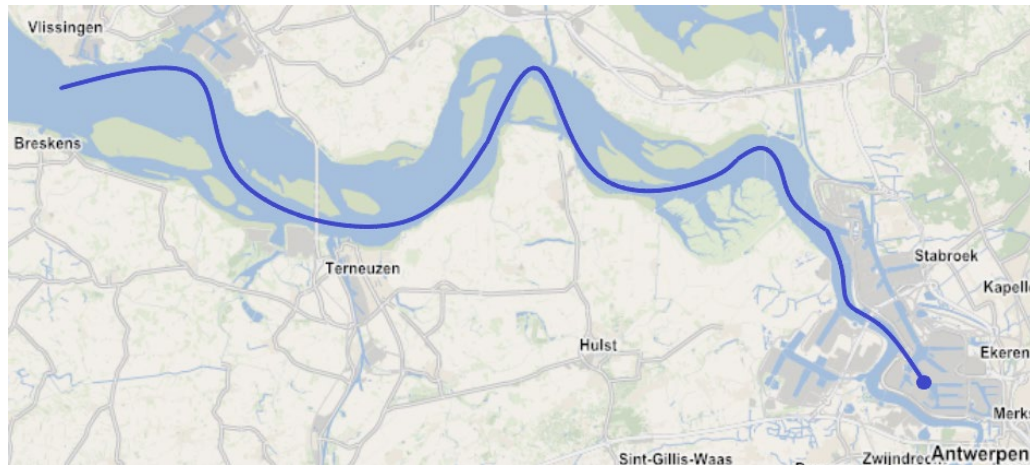 Vlissingen
Breskens
Terneuzen
Stabroek
Hulst
Ekeren
Sint-Gillis-Waas
Antwerpen